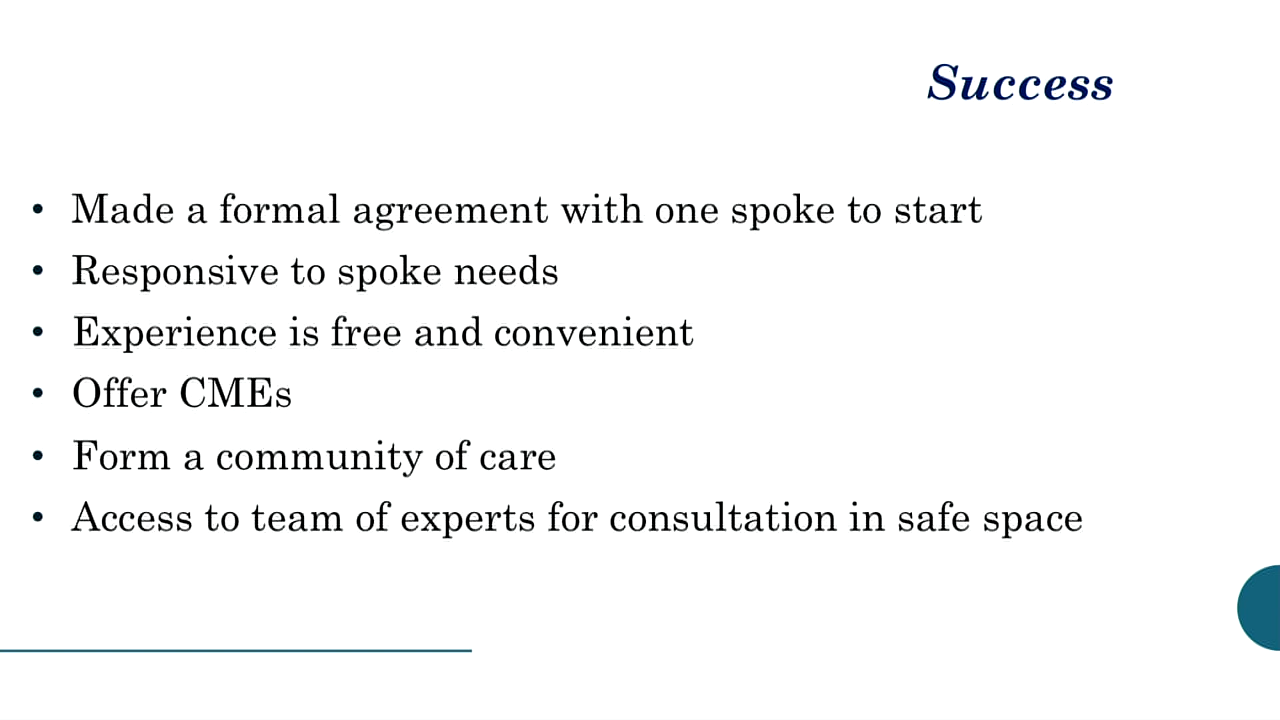 Success
• Made a formal agreement with one spoke to start
• Responsive to spoke needs
• Experience is free and convenient
• Offer CMEs
• Form a community of care
• Access to team of experts for consultation in safe space